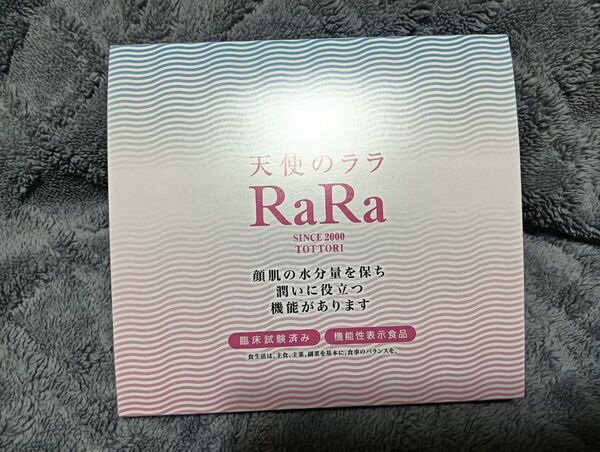 天使のララ
RaRa
SINCE 2000
TOTTORI
顔肌の水分量を保ち
潤いに役立つ
機能があります
臨床試験済み 機能性表示食品
食生活は、主食、主菜、副菜を基本に、食事のバランスを。